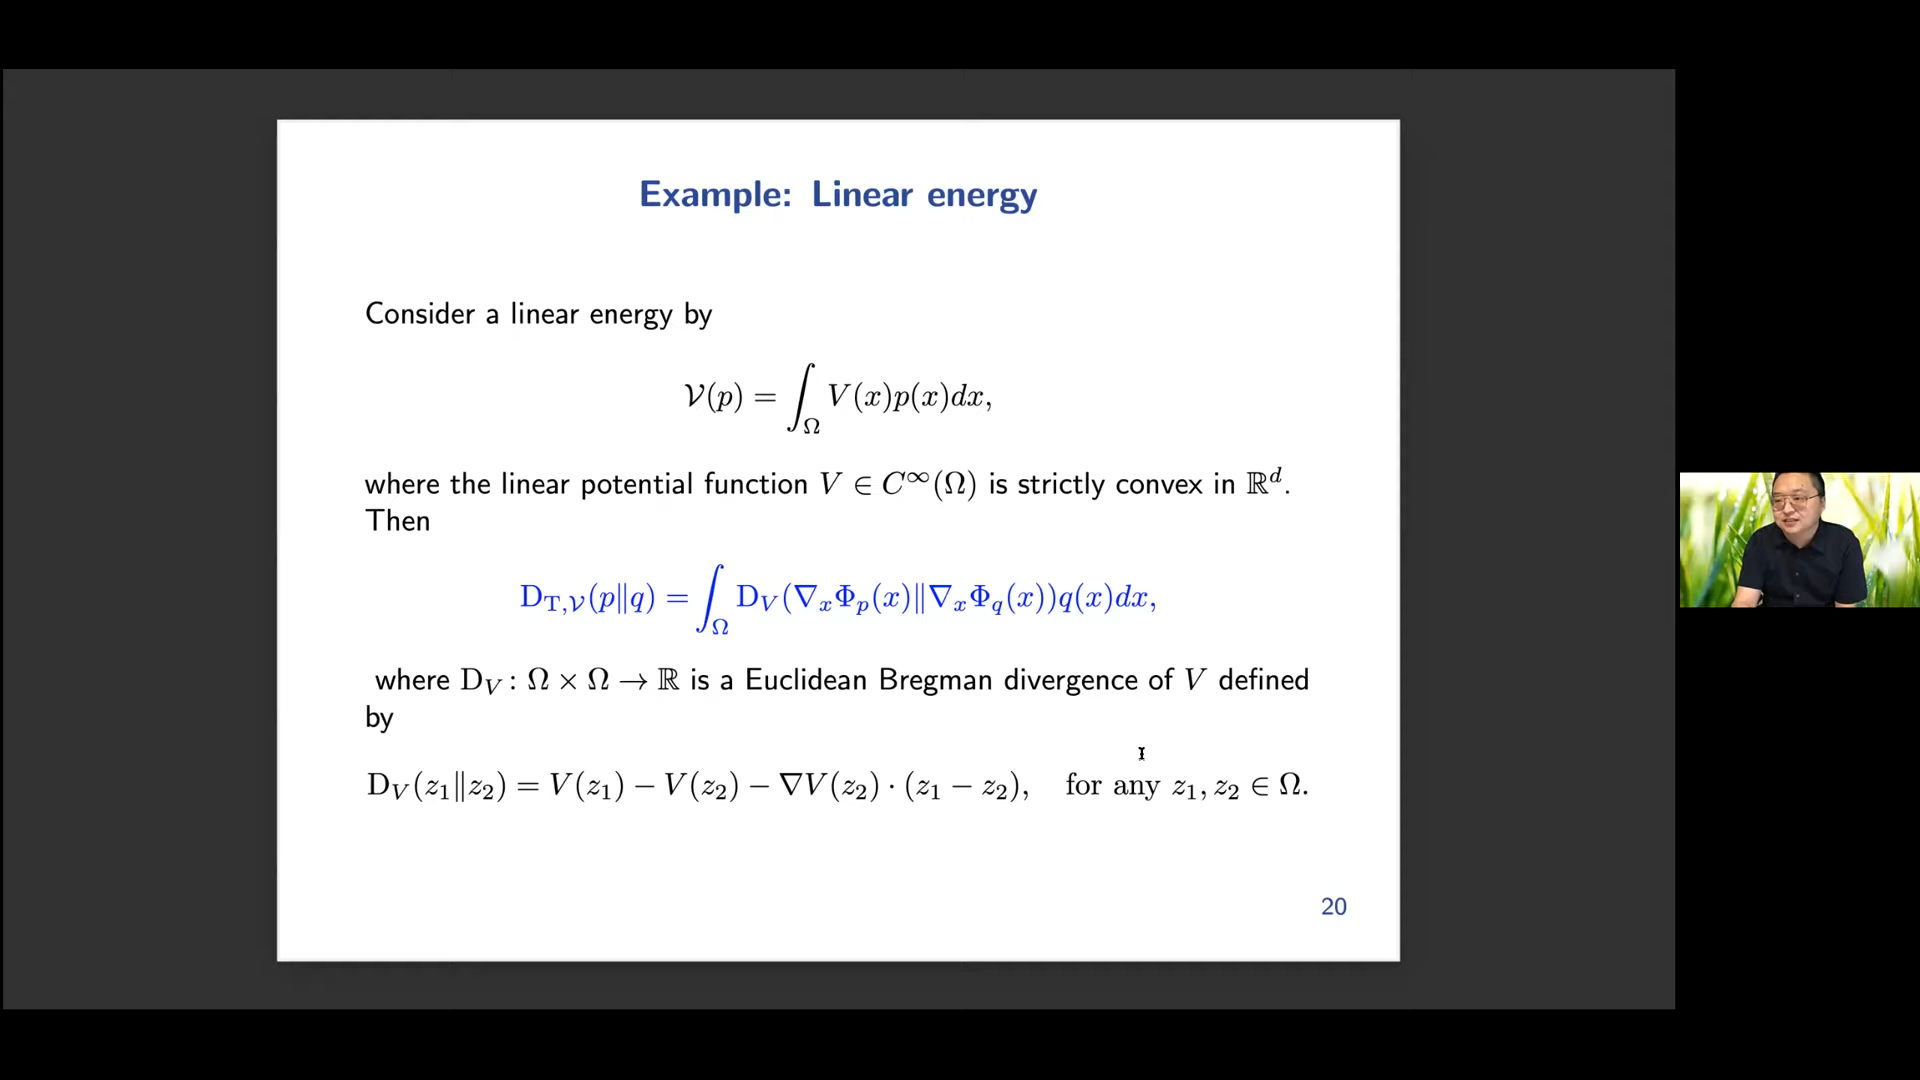 Example: Linear energy
Consider a linear energy by
𝒱(p) = ∫_Ω V(x)p(x)dx,
where the linear potential function V ∈ C^∞(Ω) is strictly convex in ℝ^d.
Then
D_{T,𝒱}(p‖q) = ∫_Ω D_V(∇_xΦ_p(x)‖∇_xΦ_q(x))q(x)dx,
where D_V : Ω × Ω → ℝ is a Euclidean Bregman divergence of V defined
by
D_V(z_1‖z_2) = V(z_1) − V(z_2) − ∇V(z_2) · (z_1 − z_2), for any z_1, z_2 ∈ Ω.
20